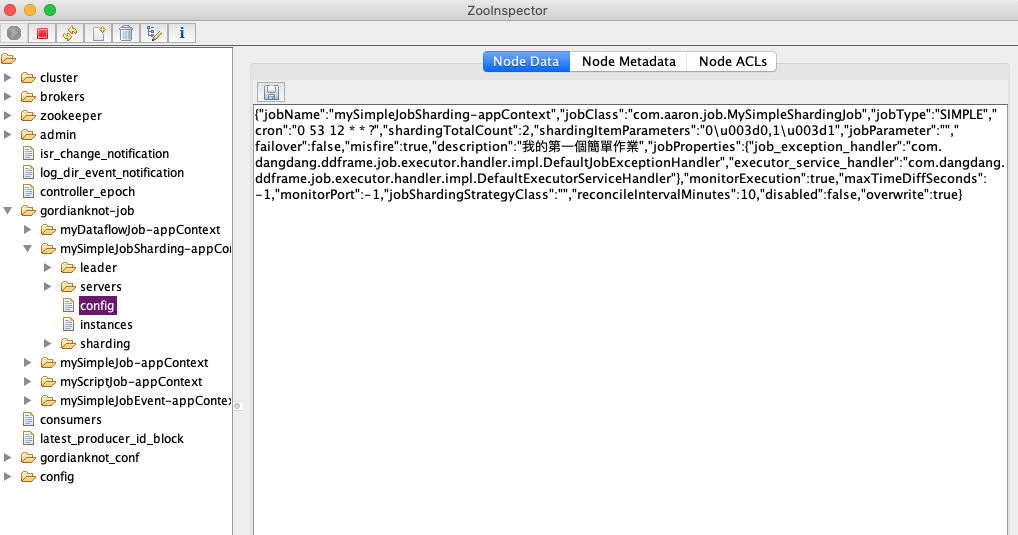 ZooInspector
cluster
brokers
zookeeper
admin
isr_change_notification
log_dir_event_notification
controller_epoch
gordianknot-job
myDataflowJob-appContext
mySimpleJobSharding-appCon
leader
servers
config
instances
sharding
mySimpleJob-appContext
myScriptJob-appContext
mySimpleJobEvent-appContex
consumers
latest_producer_id_block
gordianknot_conf
config
Node Data
Node Metadata
Node ACLs
{"jobName":"mySimpleJobSharding-appContext","jobClass":"com.aaron.job.MySimpleShardingJob","jobType":"SIMPLE","
cron":"0 53 12 * * ?","shardingTotalCount":2,"shardingItemParameters":"0\u003d0,1\u003d1","jobParameter":"","
failover":false,"misfire":true,"description":"我的第一個簡單作業","jobProperties":{"job_exception_handler":"com.
dangdang.ddframe.job.executor.handler.impl.DefaultJobExceptionHandler","executor_service_handler":"com.dangdang.
ddframe.job.executor.handler.impl.DefaultExecutorServiceHandler"},"monitorExecution":true,"maxTimeDiffSeconds":
-1,"monitorPort":-1,"jobShardingStrategyClass":"","reconcileIntervalMinutes":10,"disabled":false,"overwrite":true}